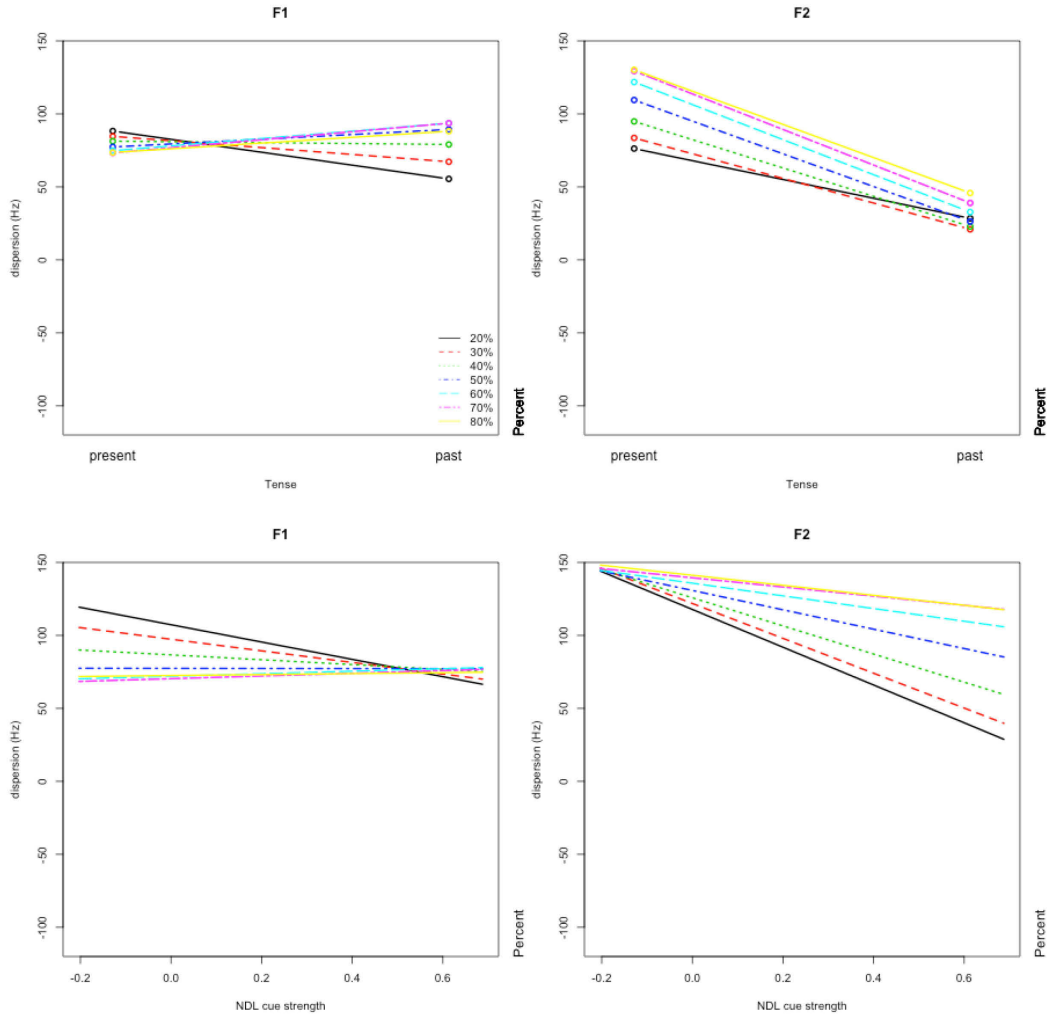 F1
F2
150
100
50
0
-50
-100
dispersion (Hz)
20%
30%
40%
50%
60%
70%
80%
Percent
present
past
Tense
150
100
50
0
-50
-100
dispersion (Hz)
Percent
present
past
Tense
F1
F2
150
100
50
0
-50
-100
dispersion (Hz)
Percent
-0.2
0.0
0.2
0.4
0.6
NDL cue strength
150
100
50
0
-50
-100
dispersion (Hz)
Percent
-0.2
0.0
0.2
0.4
0.6
NDL cue strength